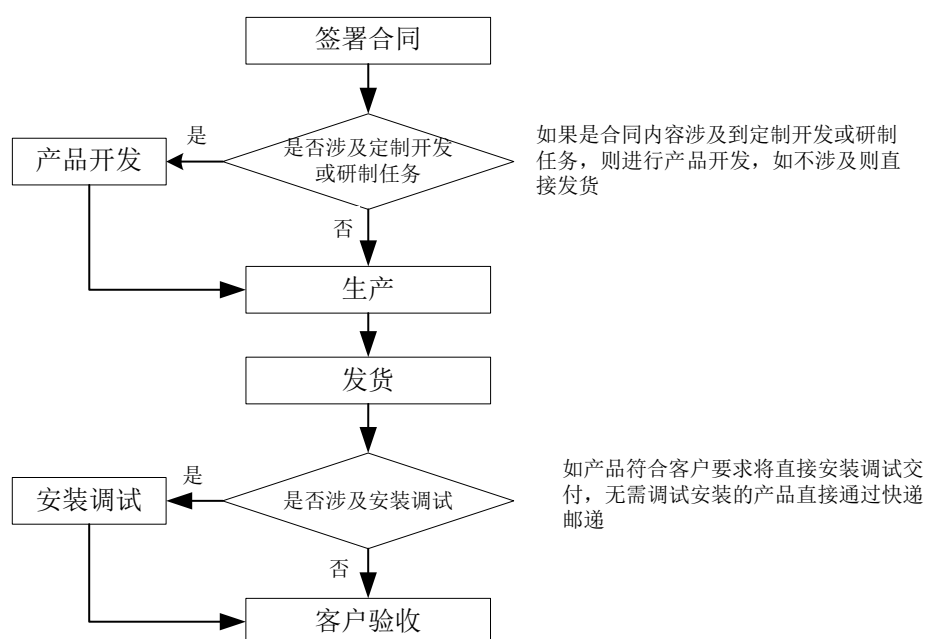 签署合同
是
产品开发
是否涉及定制开发
或研制任务
如果是合同内容涉及到定制开发或研制
任务，则进行产品开发，如不涉及则直
接发货
否
生产
发货
是
安装调试
是否涉及安装调试
如产品符合客户要求将直接安装调试交
付，无需调试安装的产品直接通过快递
邮递
否
客户验收